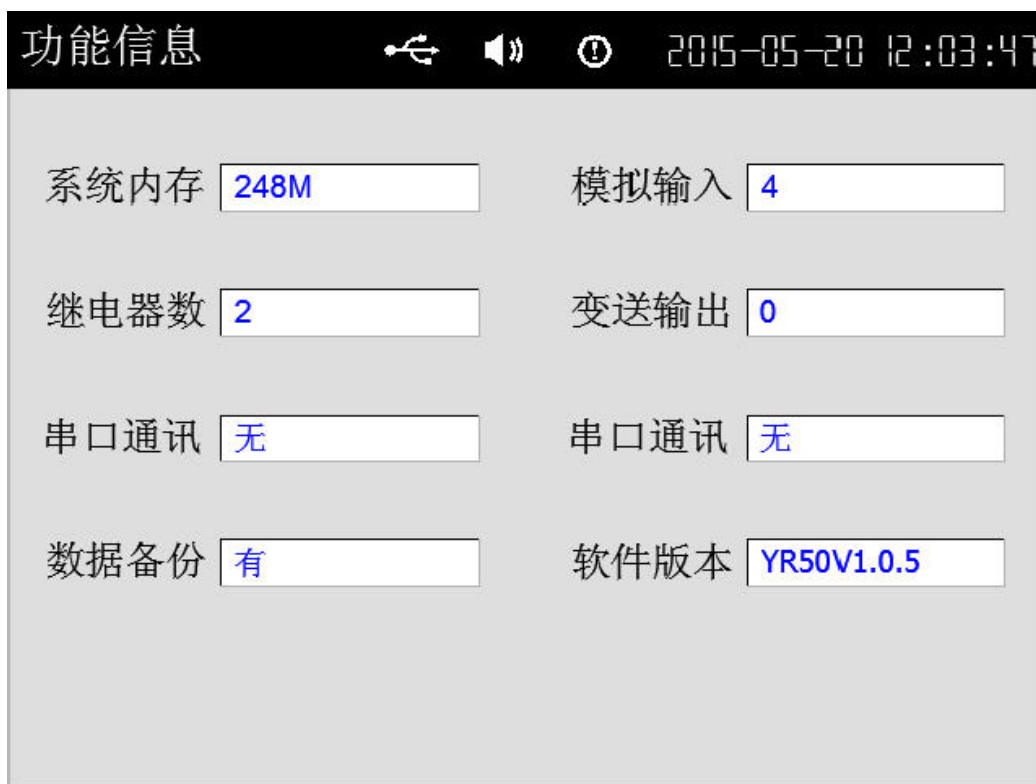 功能信息 2015-05-20 12:03:47
系统内存 248M 模拟输入 4
继电器数 2 变送输出 0
串口通讯 无 串口通讯 无
数据备份 有 软件版本 YR50V1.0.5